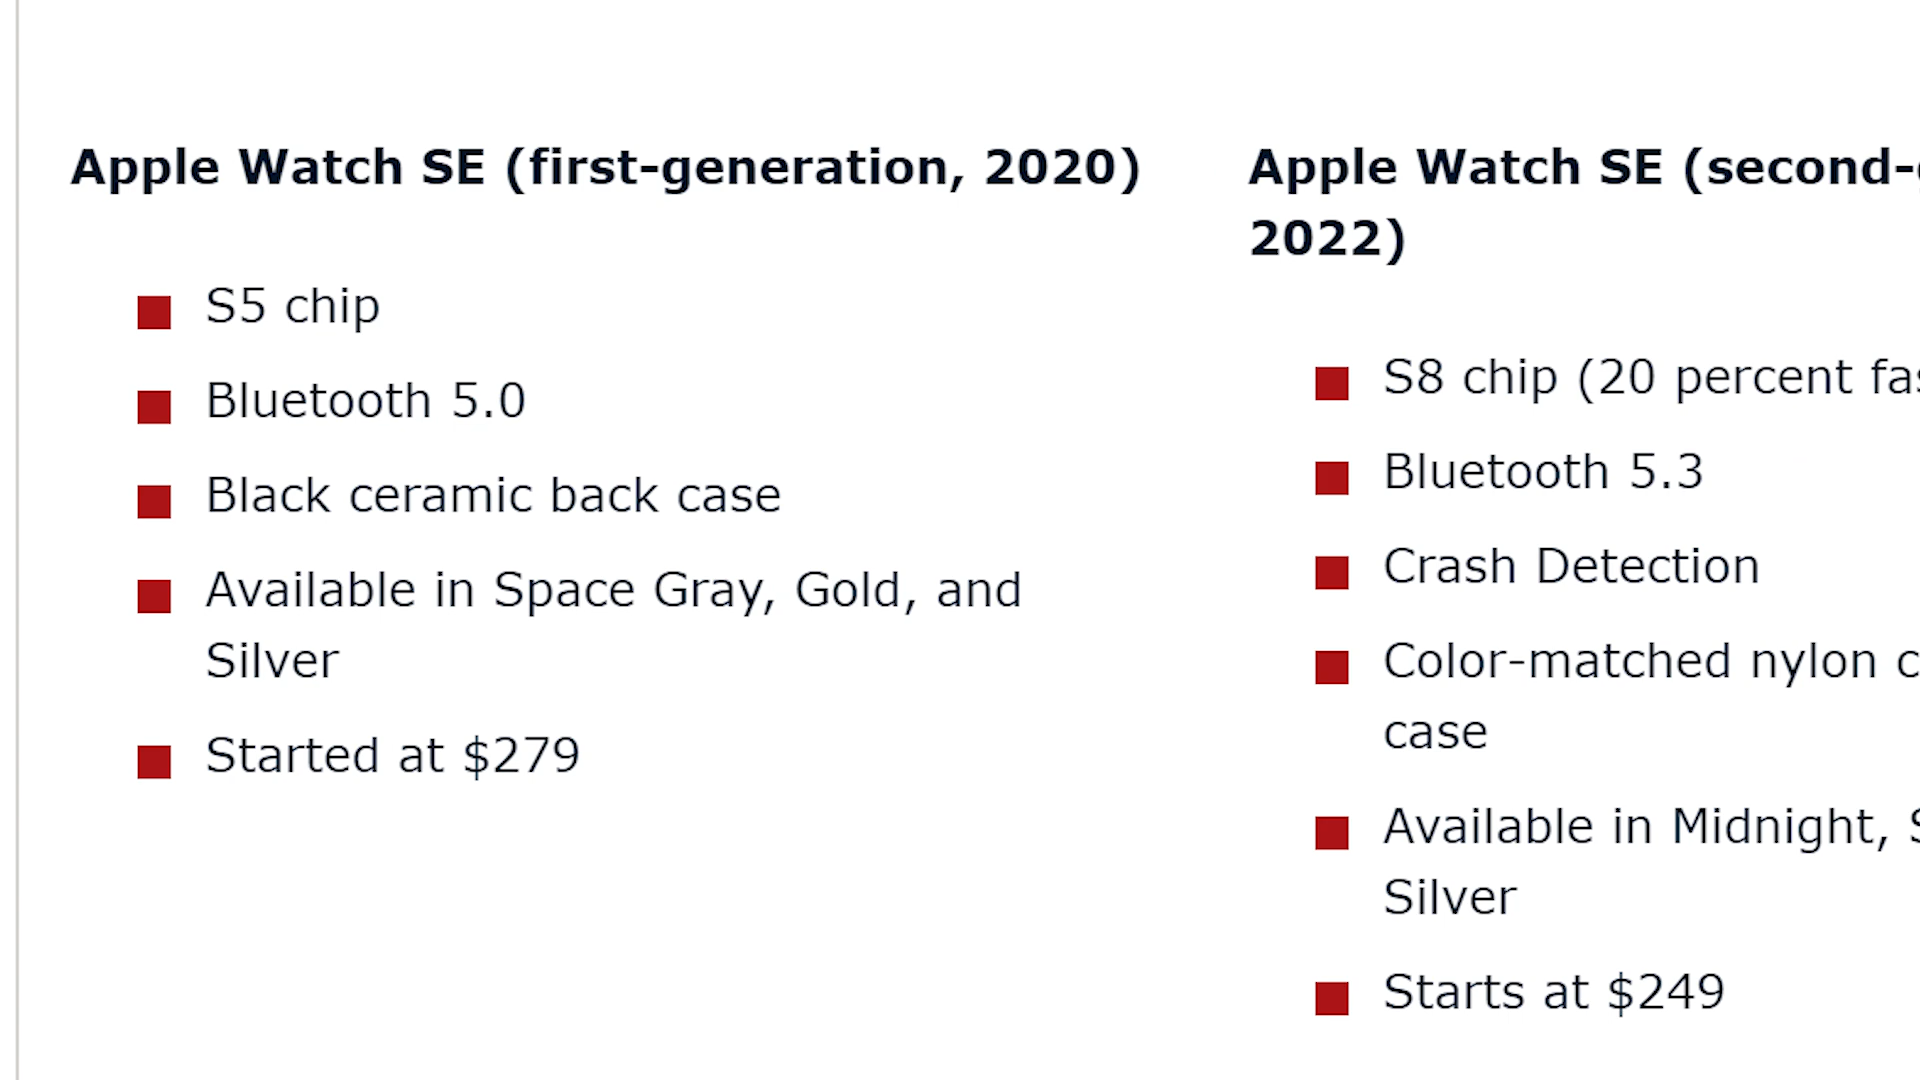 Apple Watch SE (first-generation, 2020)
S5 chip
Bluetooth 5.0
Black ceramic back case
Available in Space Gray, Gold, and
Silver
Started at $279
Apple Watch SE (second-
2022)
S8 chip (20 percent
Bluetooth 5.3
Crash Detection
Color-matched nylon
case
Available in Midnight,
Silver
Starts at $249